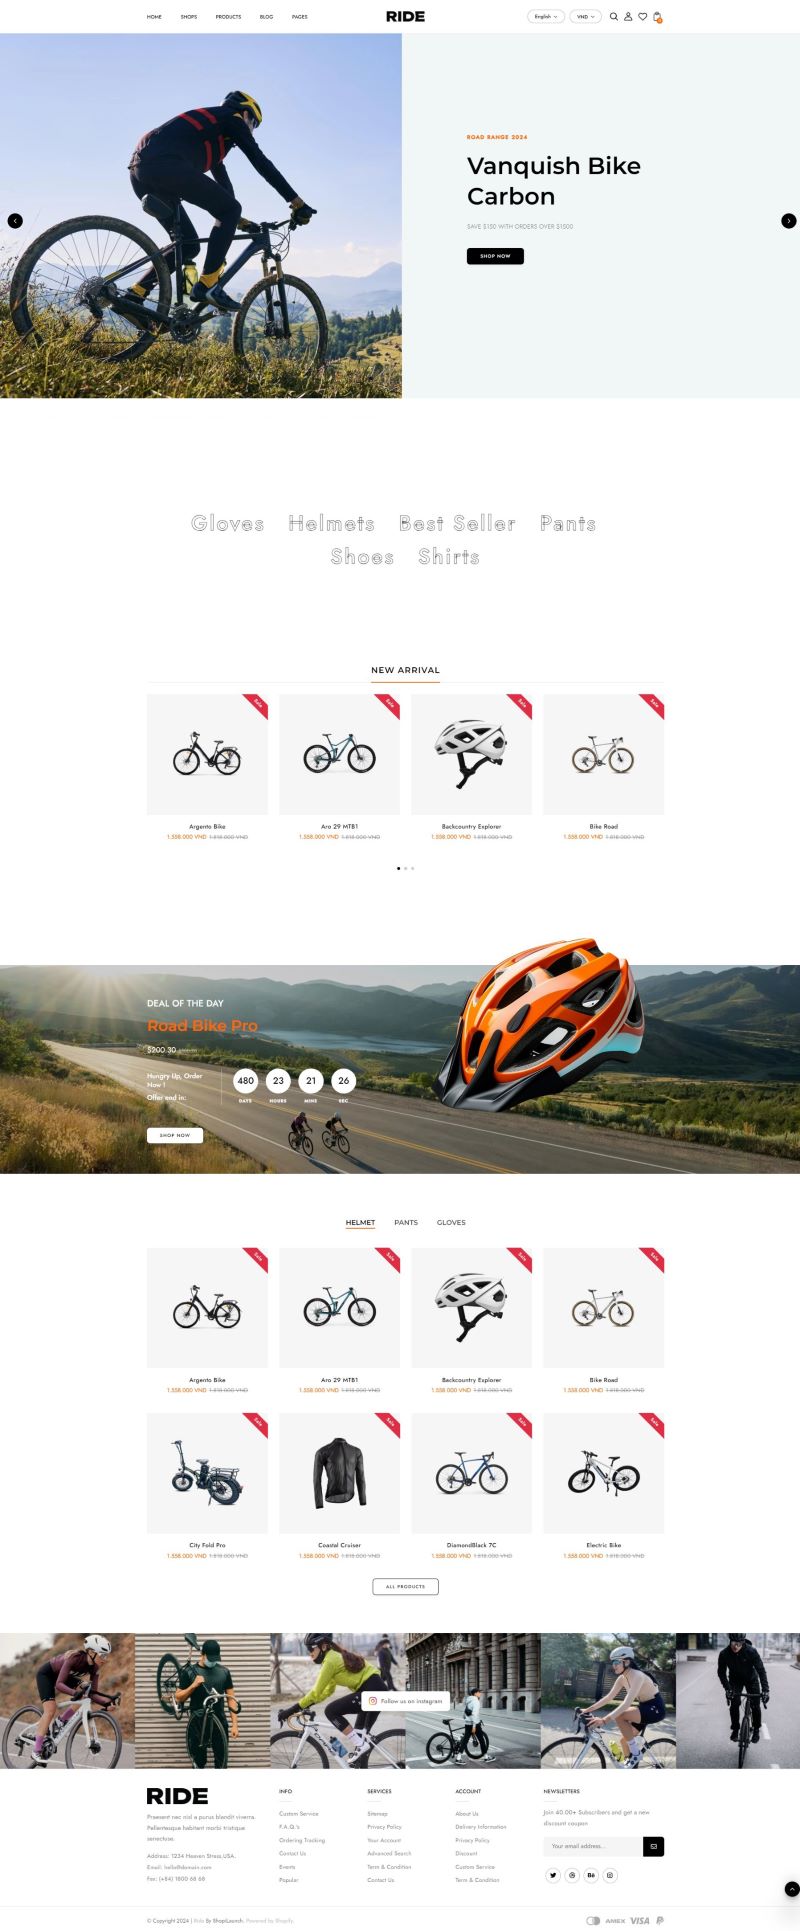 HOME SHOPS PRODUCTS BLOG PAGES
RIDE
English VND
0
ROAD RANGE 2024
Vanquish Bike
Carbon
SAVE $150 WITH ORDERS OVER $1500
SHOP NOW
Gloves Helmets Best Seller Pants
Shoes Shirts
NEW ARRIVAL
Sale Sale Sale Sale
Argento Bike Aro 29 MTB1 Backcountry Explorer Bike Road
1.558.000 VND 1.818.000 VND 1.558.000 VND 1.818.000 VND 1.558.000 VND 1.818.000 VND 1.558.000 VND 1.818.000 VND
DEAL OF THE DAY
Road Bike Pro
$200.30
Hungry Up, Order
Now !
Offer end in:
480 23 21 26
DAYS HOURS MINS SEC
SHOP NOW
HELMET PANTS GLOVES
Sale Sale Sale Sale
Argento Bike Aro 29 MTB1 Backcountry Explorer Bike Road
1.558.000 VND 1.818.000 VND 1.558.000 VND 1.818.000 VND 1.558.000 VND 1.818.000 VND 1.558.000 VND 1.818.000 VND
Sale Sale Sale Sale
City Fold Pro Coastal Cruiser DiamondBlack 7C Electric Bike
1.558.000 VND 1.818.000 VND 1.558.000 VND 1.818.000 VND 1.558.000 VND 1.818.000 VND 1.558.000 VND 1.818.000 VND
ALL PRODUCTS
Follow us on instagram
RIDE
Praesent nec nisl a purus blandit viverra.
Pellentesque habitant morbi tristique
senectuse.
Address: 1234 Heaven Stress,USA.
Email: hello@domain.com
Fax: (+84) 1800 68 68
INFO
Custom Service
F.A.Q.'s
Ordering Tracking
Contact Us
Events
Popular
SERVICES
Sitemap
Privacy Policy
Your Account
Advanced Search
Term & Condition
Contact Us
ACCOUNT
About Us
Delivery Information
Privacy Policy
Discount
Custom Service
Term & Condition
NEWSLETTERS
Join 40.00+ Subscribers and get a new
discount coupon
Your email address...
Bē
© Copyright 2024 | Ride By ShopiLaunch. Powered by Shopify.
AMEX VISA